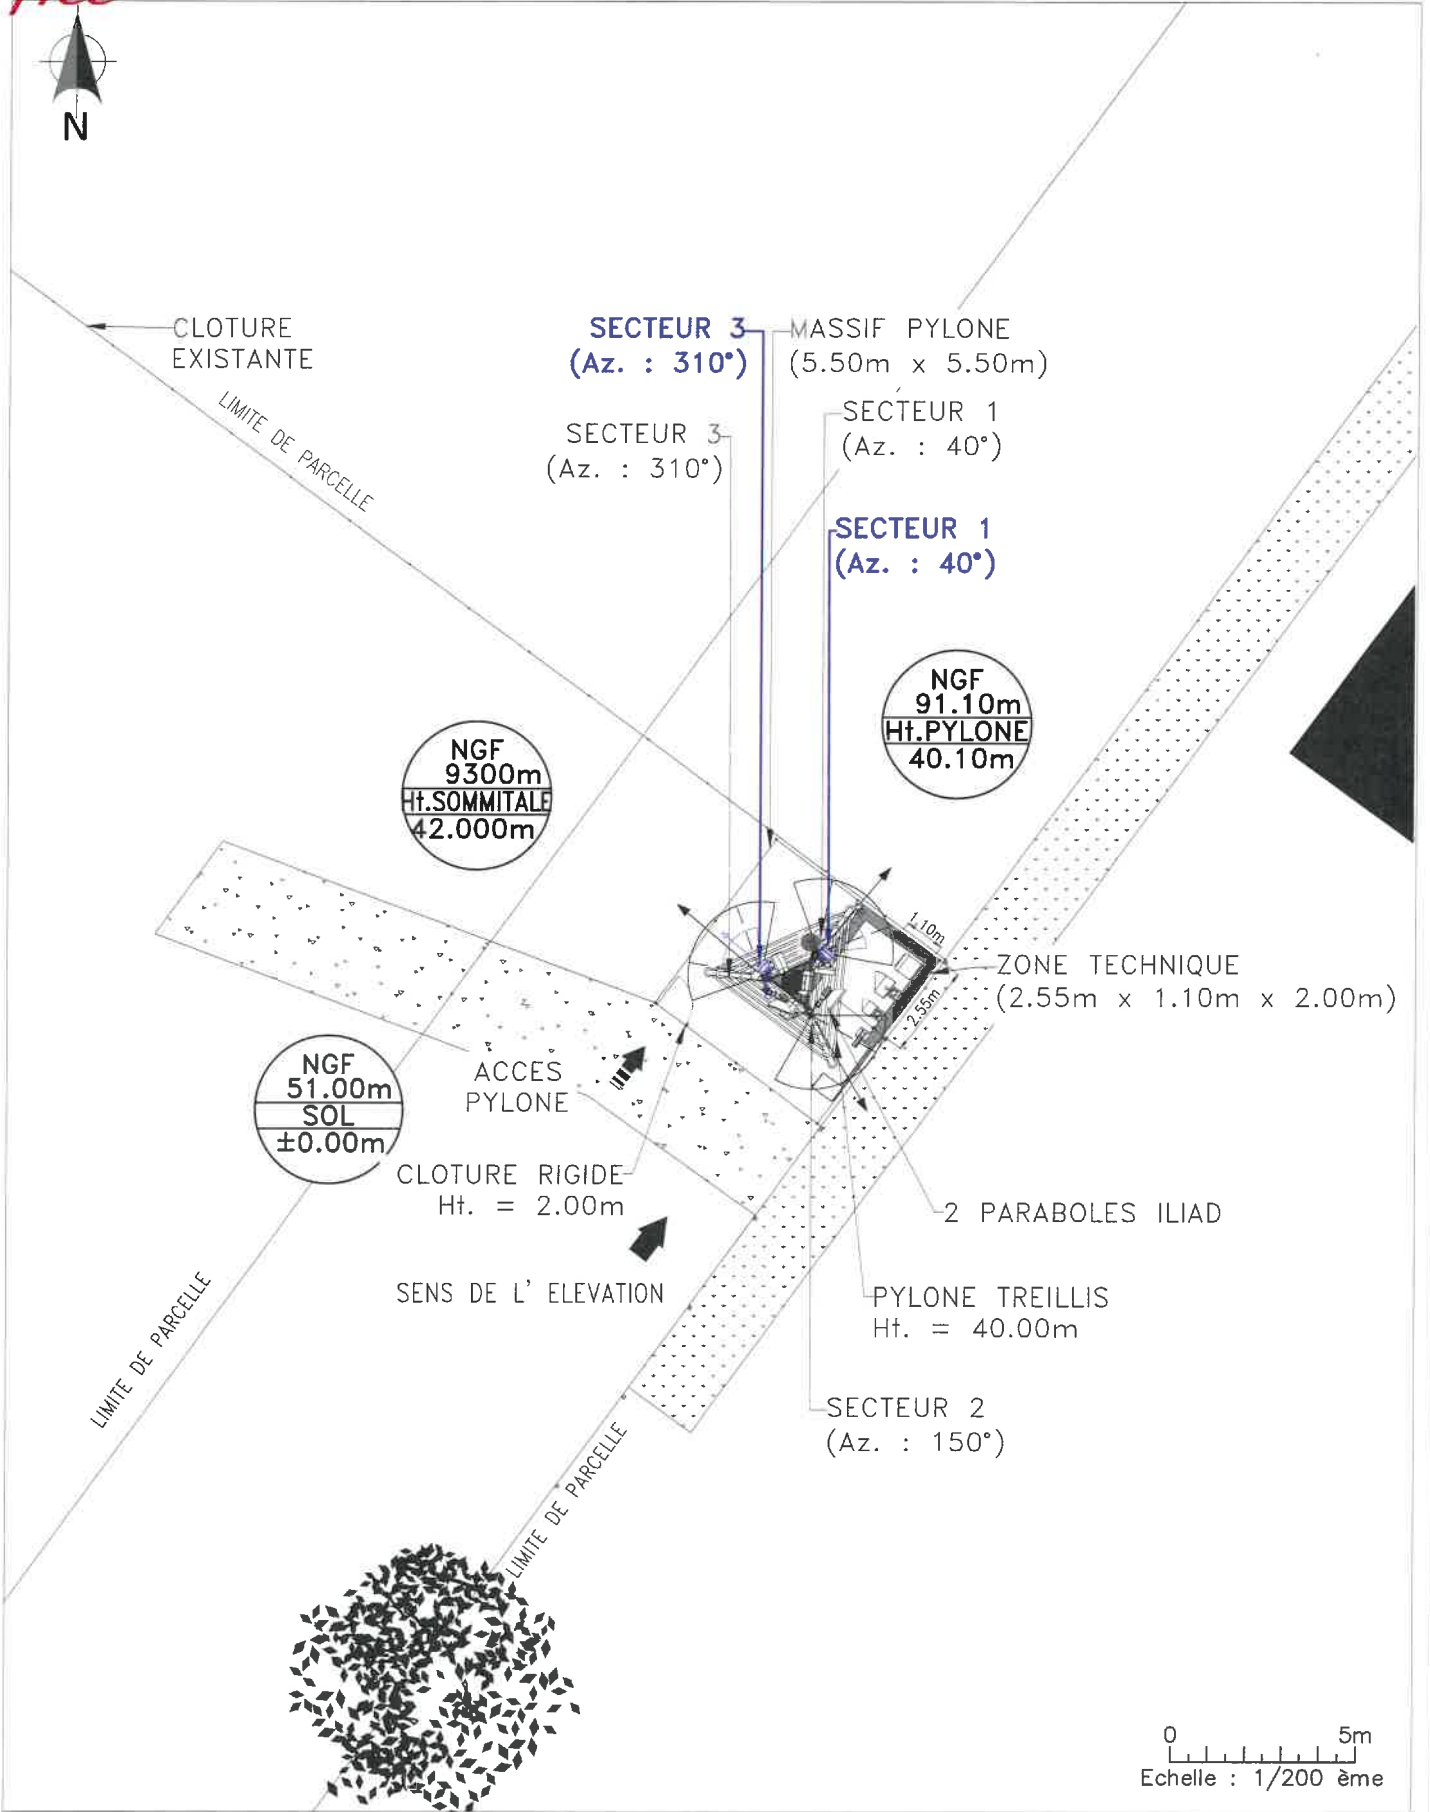 free
N
CLOTURE
EXISTANTE
SECTEUR 3
(Az. : 310°)
MASSIF PYLONE
(5.50m x 5.50m)
LIMITE DE PARCELLE
SECTEUR 3
(Az. : 310°)
SECTEUR 1
(Az. : 40°)
SECTEUR 1
(Az. : 40°)
NGF
91.10m
Ht.PYLONE
40.10m
NGF
9300m
Ht.SOMMITALE
42.000m
1.10m
ZONE TECHNIQUE
(2.55m x 1.10m x 2.00m)
2.55m
NGF
51.00m
SOL
±0.00m
ACCES
PYLONE
CLOTURE RIGIDE
Ht. = 2.00m
2 PARABOLES ILIAD
SENS DE L' ELEVATION
PYLONE TREILLIS
Ht. = 40.00m
LIMITE DE PARCELLE
SECTEUR 2
(Az. : 150°)
LIMITE DE PARCELLE
0 5m
Echelle : 1/200 ème